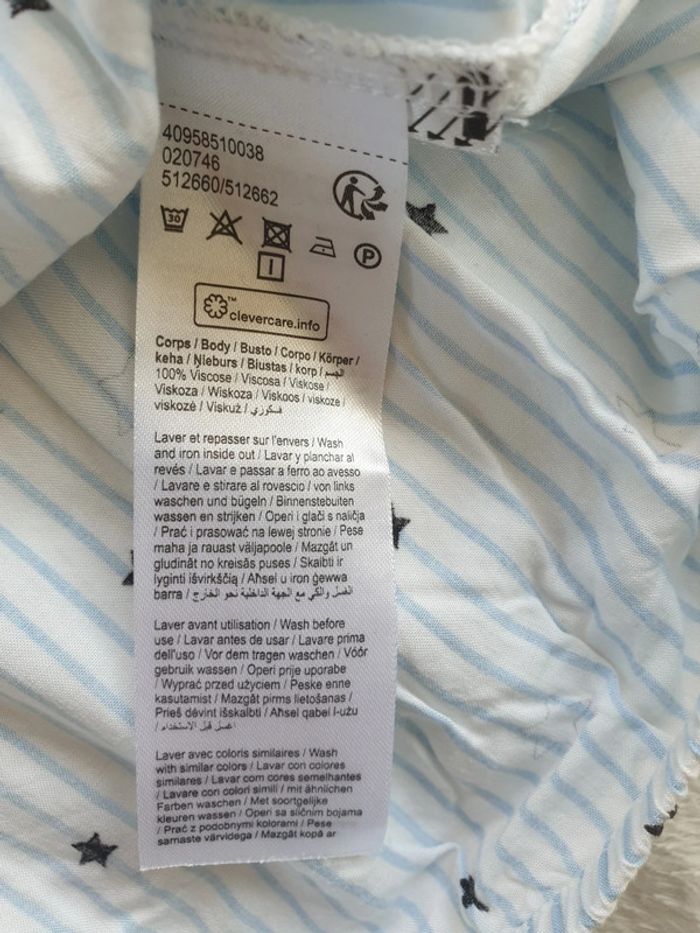 40958510038
020746
512660/512662
30
P
I
™
clevercare.info
Corps / Body / Busto / Corpo / Körper /
keha / Ņieburs / Biustas / korp / الجسم
100% Viscose / Viscosa / Viskose /
Viskoza / Wiskoza / Viskoos / viskoze /
viskozė / Viskuż / فسكوزي
Laver et repasser sur l'envers / Wash
and iron inside out / Lavar y planchar al
revés / Lavar e passar a ferro ao avesso
/ Lavare e stirare al rovescio / von links
waschen und bügeln / Binnenstebuiten
wassen en strijken / Operi i glači s naličja
/ Prać i prasować na lewej stronie / Pese
maha ja rauast väljapoole / Mazgāt un
gludināt no kreisās puses / Skalbti ir
lyginti išvirkščią / Aħsel u iron ġewwa
barra / الغسل والكي مع الجهة الداخلية نحو الخارج /
Laver avant utilisation / Wash before
use / Lavar antes de usar / Lavare prima
dell'uso / Vor dem tragen waschen / Vóór
gebruik wassen / Operi prije uporabe
/ Wyprać przed użyciem / Peske enne
kasutamist / Mazgāt pirms lietošanas /
Prieš dėvint išskalbti / Aħsel qabel l-użu
/ اغسل قبل الاستخدام /
Laver avec coloris similaires / Wash
with similar colors / Lavar con colores
similares / Lavar com cores semelhantes
/ Lavare con colori simili / mit ähnlichen
Farben waschen / Met soortgelijke
kleuren wassen / Operi sa sličnim bojama
/ Prać z podobnymi kolorami / Pese
samaste värvidega / Mazgāt kopā ar